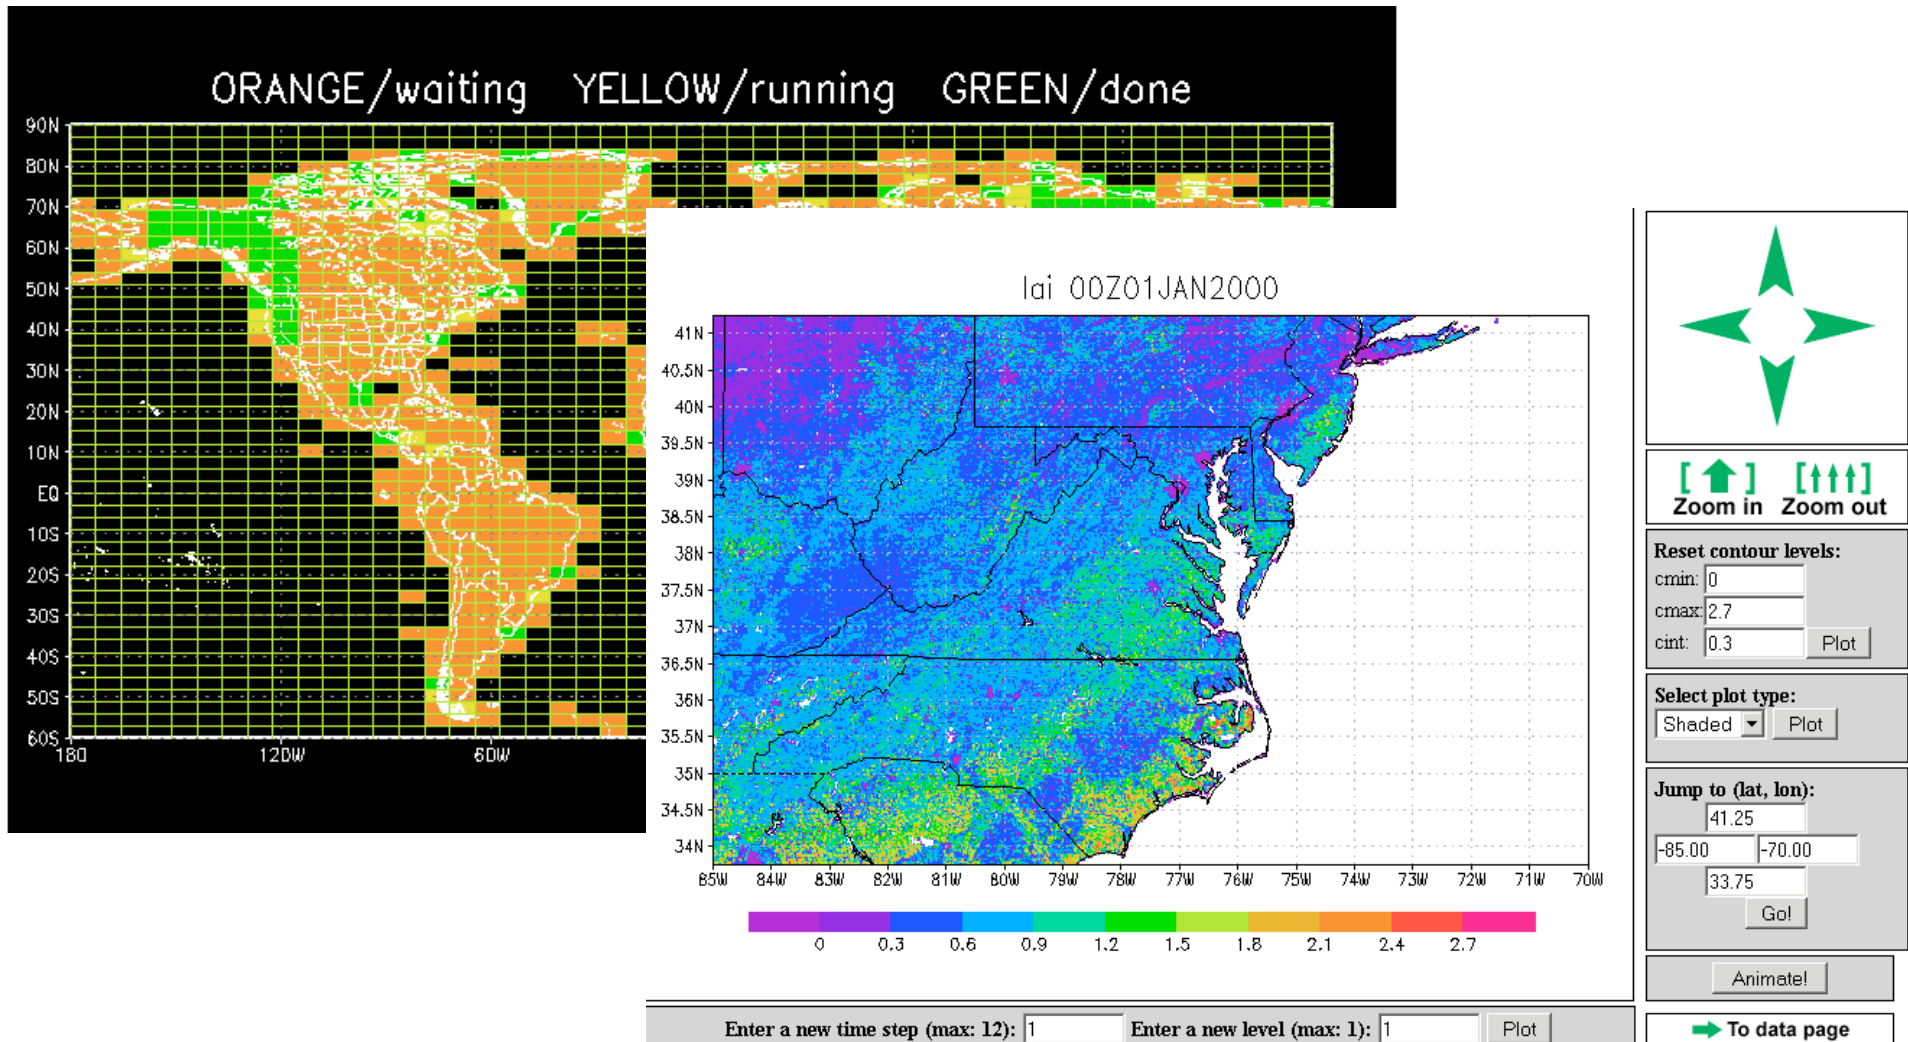 ORANGE/waiting YELLOW/running GREEN/done
90N
80N
70N
60N
50N
40N
30N
20N
10N
EQ
10S
20S
30S
40S
50S
60S
180 120W 60W
lai 00Z01JAN2000
41N
40.5N
40N
39.5N
39N
38.5N
38N
37.5N
37N
36.5N
36N
35.5N
35N
34.5N
34N
85W 84W 83W 82W 81W 80W 79W 78W 77W 76W 75W 74W 73W 72W 71W 70W
0 0.3 0.6 0.9 1.2 1.5 1.8 2.1 2.4 2.7
Enter a new time step (max: 12): 1 Enter a new level (max: 1): 1 Plot
[ ] [ ]
Zoom in Zoom out
Reset contour levels:
cmin: 0
cmax: 2.7
cint: 0.3 Plot
Select plot type:
Shaded Plot
Jump to (lat, lon):
41.25
-85.00 -70.00
33.75
Go!
Animate!
To data page